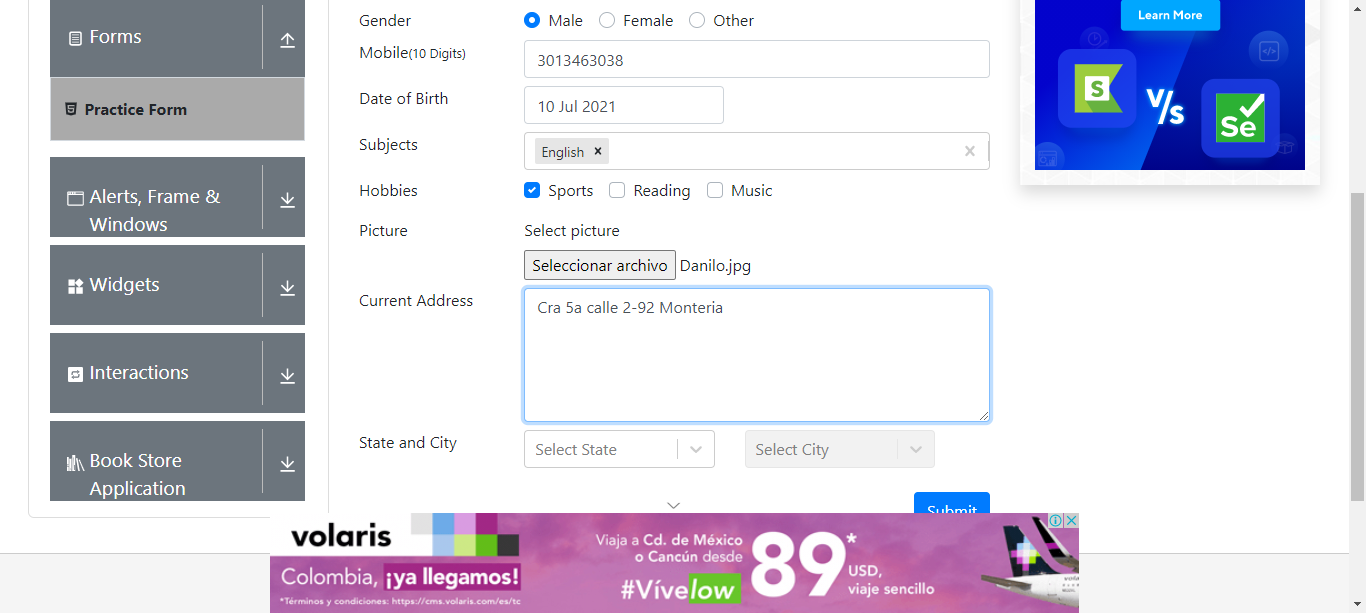 Forms
Practice Form
Alerts, Frame &
Windows
Widgets
Interactions
Book Store
Application
Gender
Male
Female
Other
Mobile(10 Digits)
3013463038
Date of Birth
10 Jul 2021
Subjects
English ×
×
Hobbies
Sports
Reading
Music
Picture
Select picture
Seleccionar archivo Danilo.jpg
Current Address
Cra 5a calle 2-92 Monteria
State and City
Select State
Select City
Submit
Learn More
S
V/s
Se
volaris
Colombia, ¡ya llegamos!
*Términos y condiciones: https://cms.volaris.com/es/tc
Viaja a Cd. de México
o Cancún desde
#Vívelow
89*
USD,
viaje sencillo